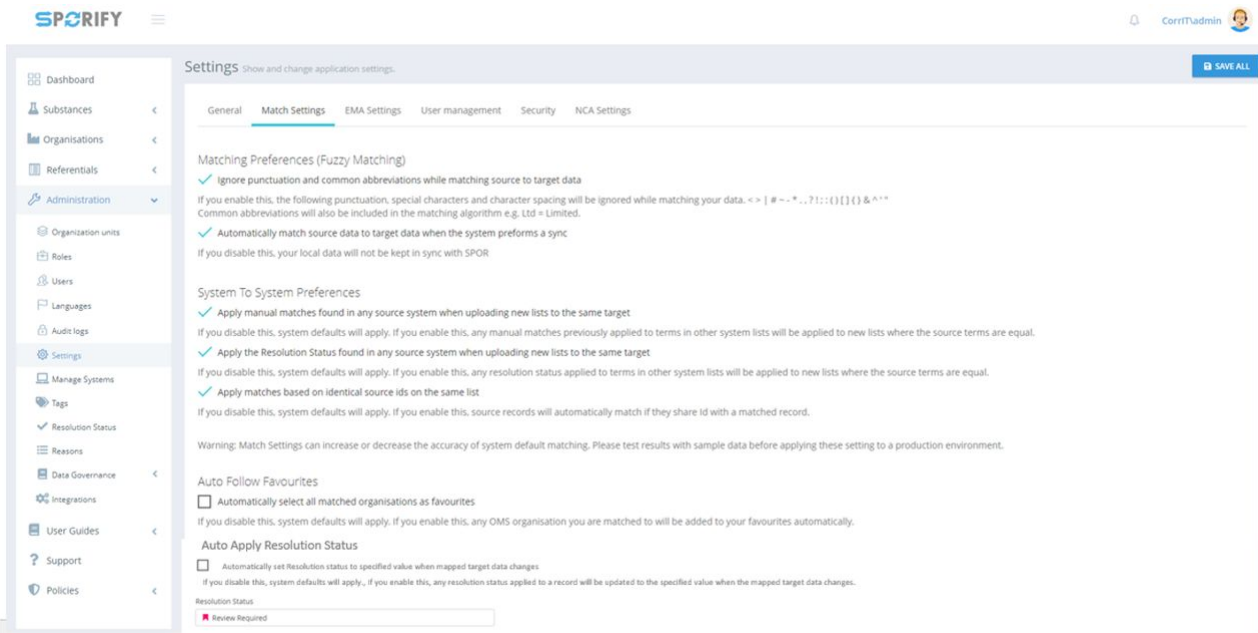 SPORIFY
CorrIT\admin
Dashboard
Substances
Organisations
Referentials
Administration
Organization units
Roles
Users
Languages
Audit logs
Settings
Manage Systems
Tags
Resolution Status
Reasons
Data Governance
Integrations
User Guides
Support
Policies
Settings Show and change application settings.
SAVE ALL
General Match Settings EMA Settings User management Security NCA Settings
Matching Preferences (Fuzzy Matching)
Ignore punctuation and common abbreviations while matching source to target data
If you enable this, the following punctuation, special characters and character spacing will be ignored while matching your data. < > | # ~ - * . , ? ! ; : ( ) [ ] { } & ^ ' "
Common abbreviations will also be included in the matching algorithm e.g. Ltd = Limited.
Automatically match source data to target data when the system preforms a sync
If you disable this, your local data will not be kept in sync with SPOR
System To System Preferences
Apply manual matches found in any source system when uploading new lists to the same target
If you disable this, system defaults will apply. If you enable this, any manual matches previously applied to terms in other system lists will be applied to new lists where the source terms are equal.
Apply the Resolution Status found in any source system when uploading new lists to the same target
If you disable this, system defaults will apply. If you enable this, any resolution status applied to terms in other system lists will be applied to new lists where the source terms are equal.
Apply matches based on identical source ids on the same list
If you disable this, system defaults will apply. If you enable this, source records will automatically match if they share Id with a matched record.
Warning: Match Settings can increase or decrease the accuracy of system default matching. Please test results with sample data before applying these setting to a production environment.
Auto Follow Favourites
Automatically select all matched organisations as favourites
If you disable this, system defaults will apply. If you enable this, any OMS organisation you are matched to will be added to your favourites automatically.
Auto Apply Resolution Status
Automatically set Resolution status to specified value when mapped target data changes
If you disable this, system defaults will apply., If you enable this, any resolution status applied to a record will be updated to the specified value when the mapped target data changes.
Resolution Status
Review Required